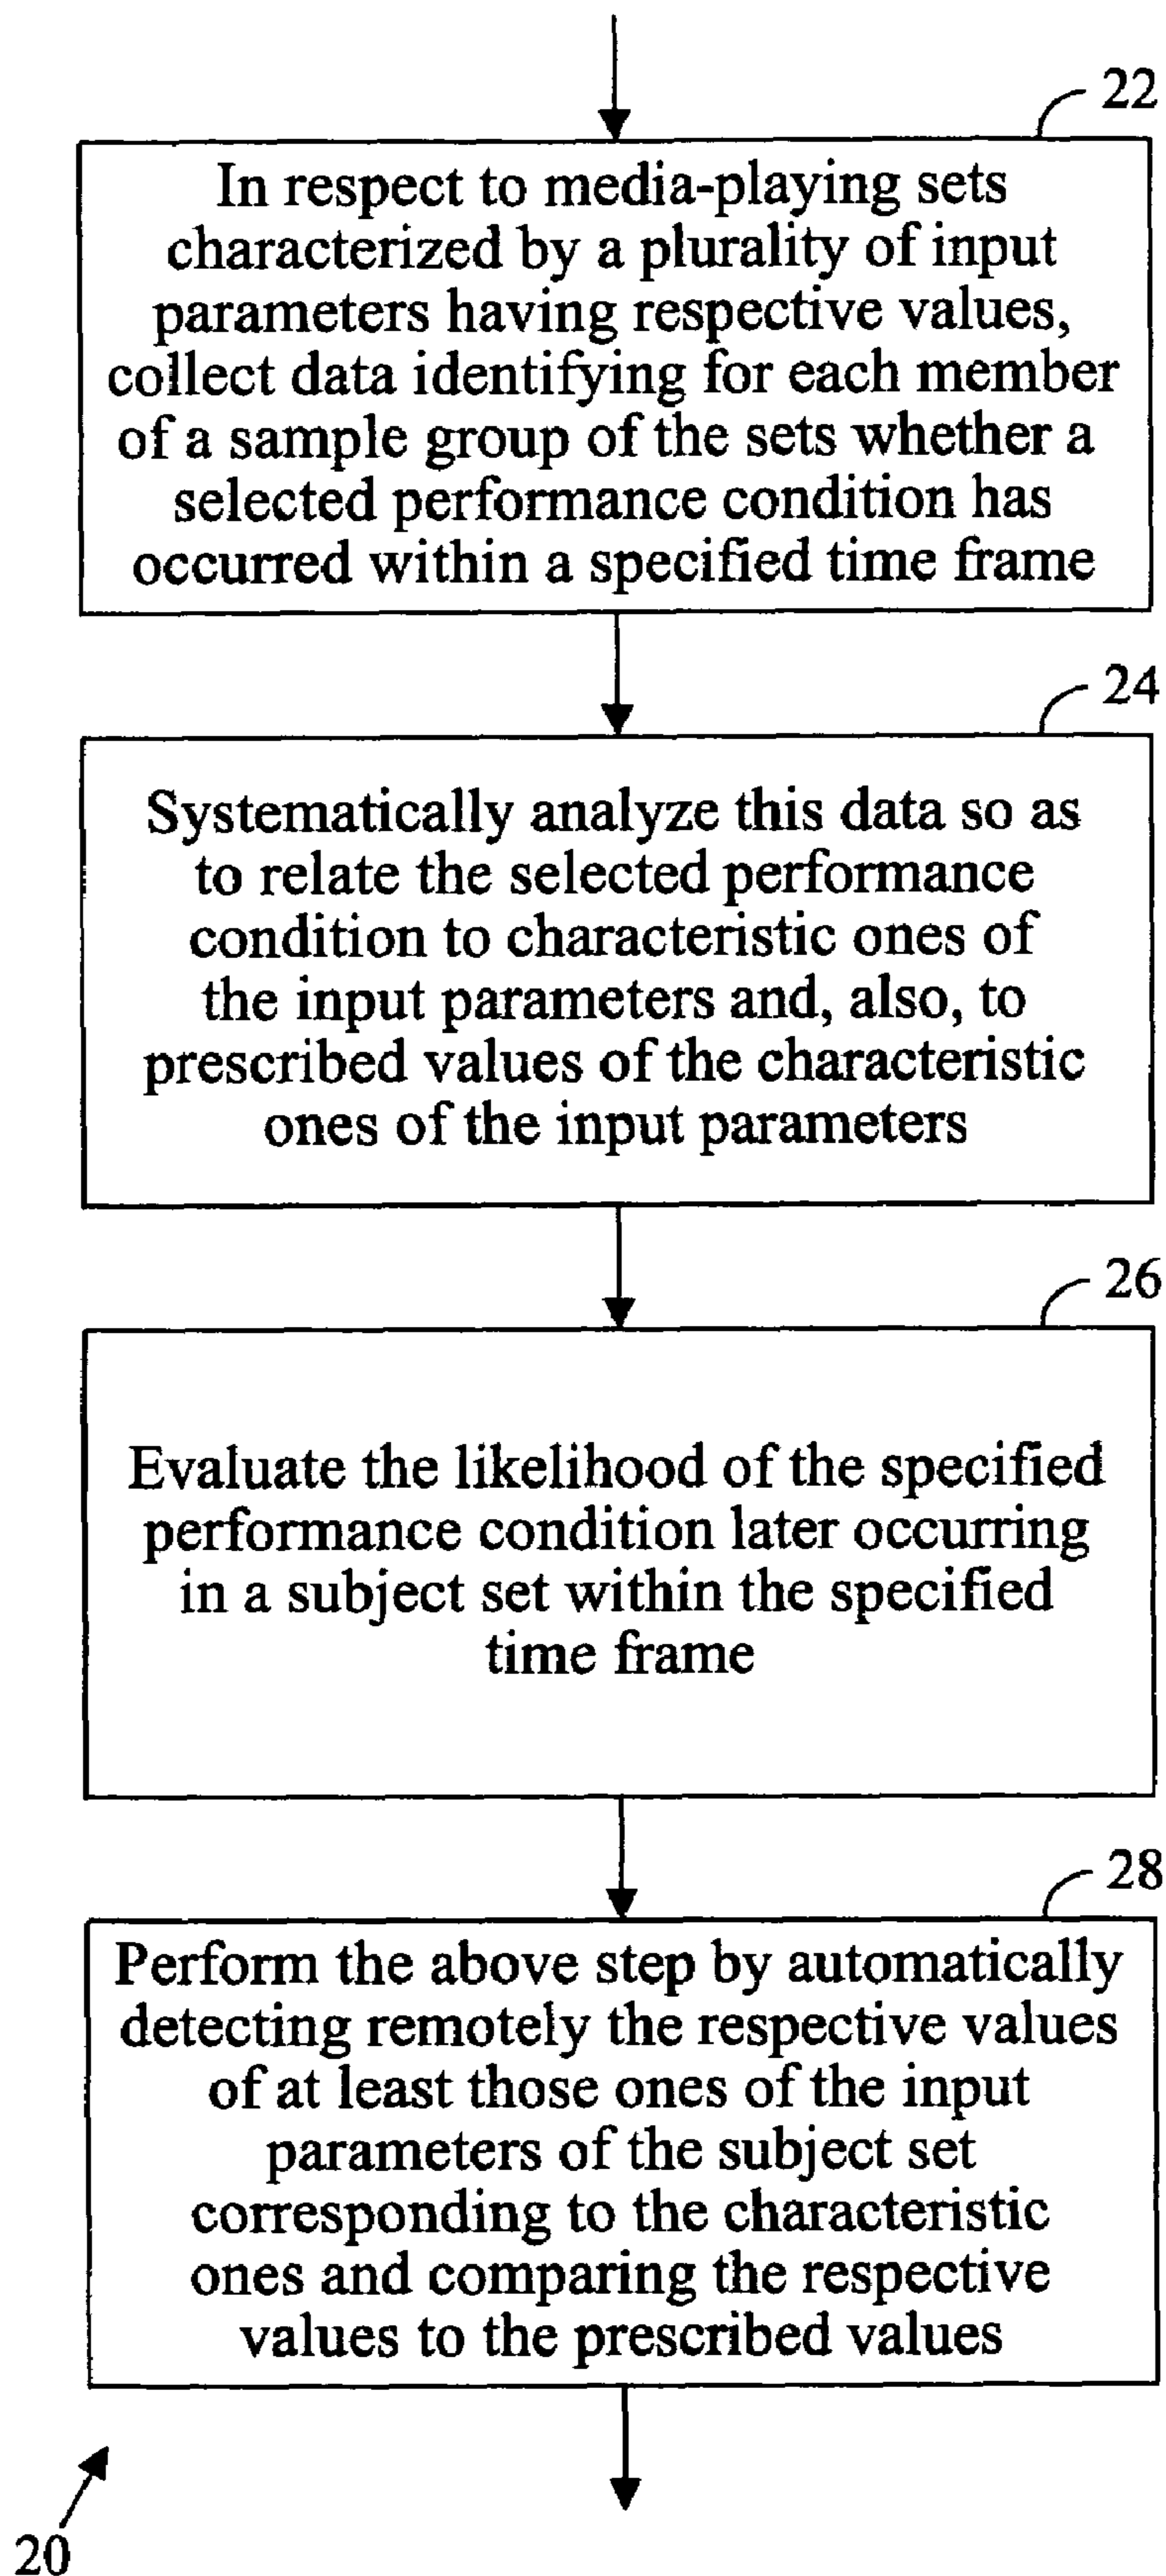 22
In respect to media-playing sets
characterized by a plurality of input
parameters having respective values,
collect data identifying for each member
of a sample group of the sets whether a
selected performance condition has
occurred within a specified time frame
24
Systematically analyze this data so as
to relate the selected performance
condition to characteristic ones of
the input parameters and, also, to
prescribed values of the characteristic
ones of the input parameters
26
Evaluate the likelihood of the specified
performance condition later occurring
in a subject set within the specified
time frame
28
Perform the above step by automatically
detecting remotely the respective values
of at least those ones of the input
parameters of the subject set
corresponding to the characteristic
ones and comparing the respective
values to the prescribed values
20